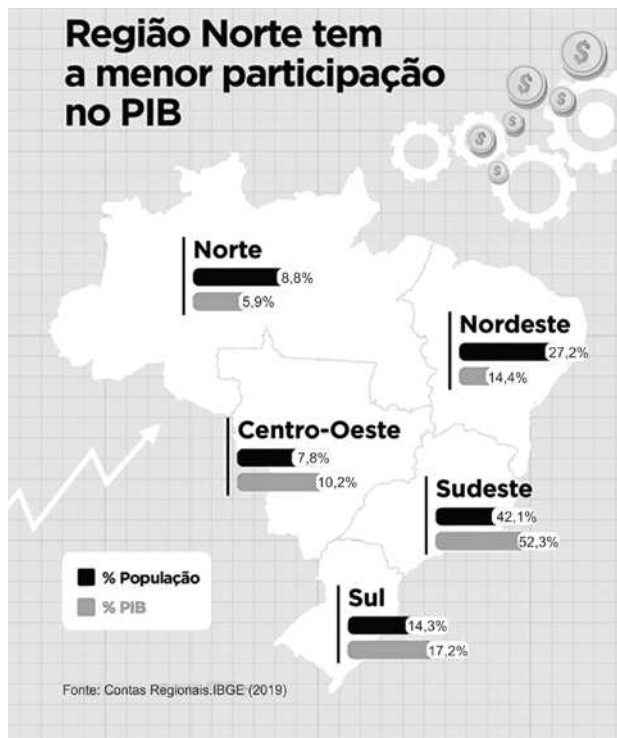 Região Norte tem
a menor participação
no PIB
$
$
$
$
$
$
Norte
8,8%
5,9%
Nordeste
27,2%
14,4%
Centro-Oeste
7,8%
10,2%
Sudeste
42,1%
52,3%
% População
% PIB
Sul
14,3%
17,2%
Fonte: Contas Regionais.IBGE (2019)